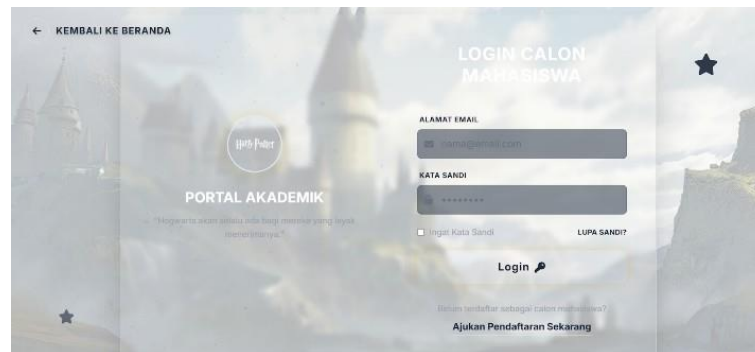 ← KEMBALI KE BERANDA
Harry Potter
PORTAL AKADEMIK
"Hogwarts akan selalu ada bagi mereka yang layak
menerimanya."
LOGIN CALON
MAHASISWA
ALAMAT EMAIL
nama@email.com
KATA SANDI
••••••••
Ingat Kata Sandi
LUPA SANDI?
Login
Belum terdaftar sebagai calon mahasiswa?
Ajukan Pendaftaran Sekarang